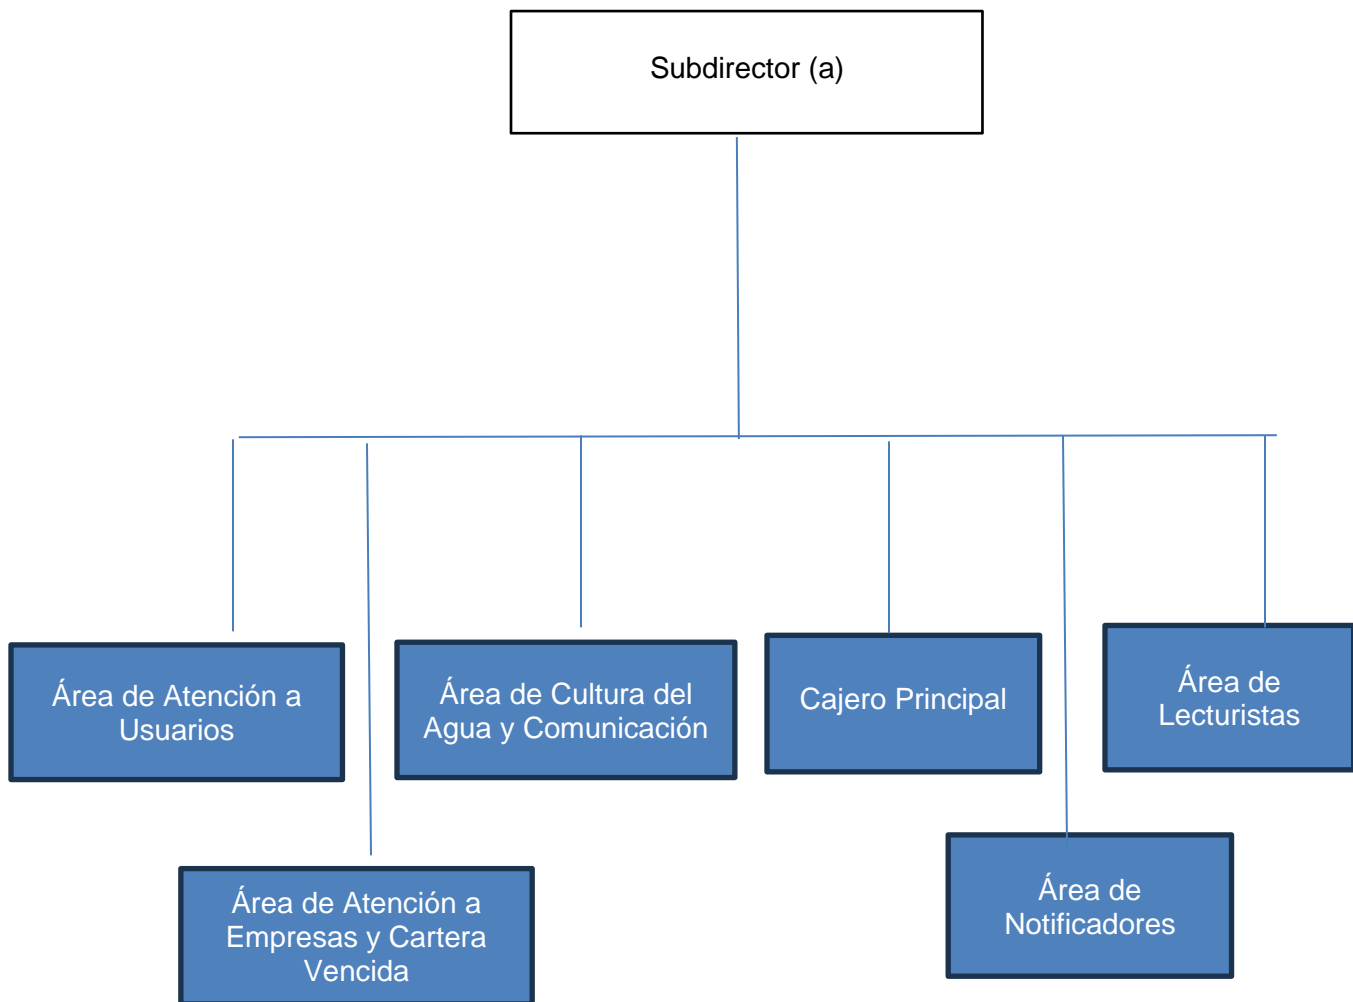 Subdirector (a)
Área de Atención a
Usuarios
Área de Cultura del
Agua y Comunicación
Cajero Principal
Área de
Lecturistas
Área de Atención a
Empresas y Cartera
Vencida
Área de
Notificadores